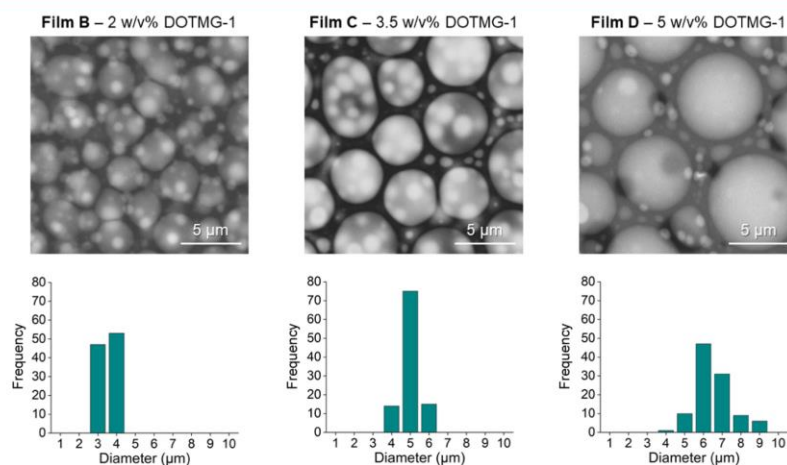 Film B – 2 w/v% DOTMG-1
Film C – 3.5 w/v% DOTMG-1
Film D – 5 w/v% DOTMG-1
5 µm
5 µm
5 µm
Frequency
80
70
60
50
40
30
20
10
0
1 2 3 4 5 6 7 8 9 10
Diameter (µm)
Frequency
80
70
60
50
40
30
20
10
0
1 2 3 4 5 6 7 8 9 10
Diameter (µm)
Frequency
80
70
60
50
40
30
20
10
0
1 2 3 4 5 6 7 8 9 10
Diameter (µm)